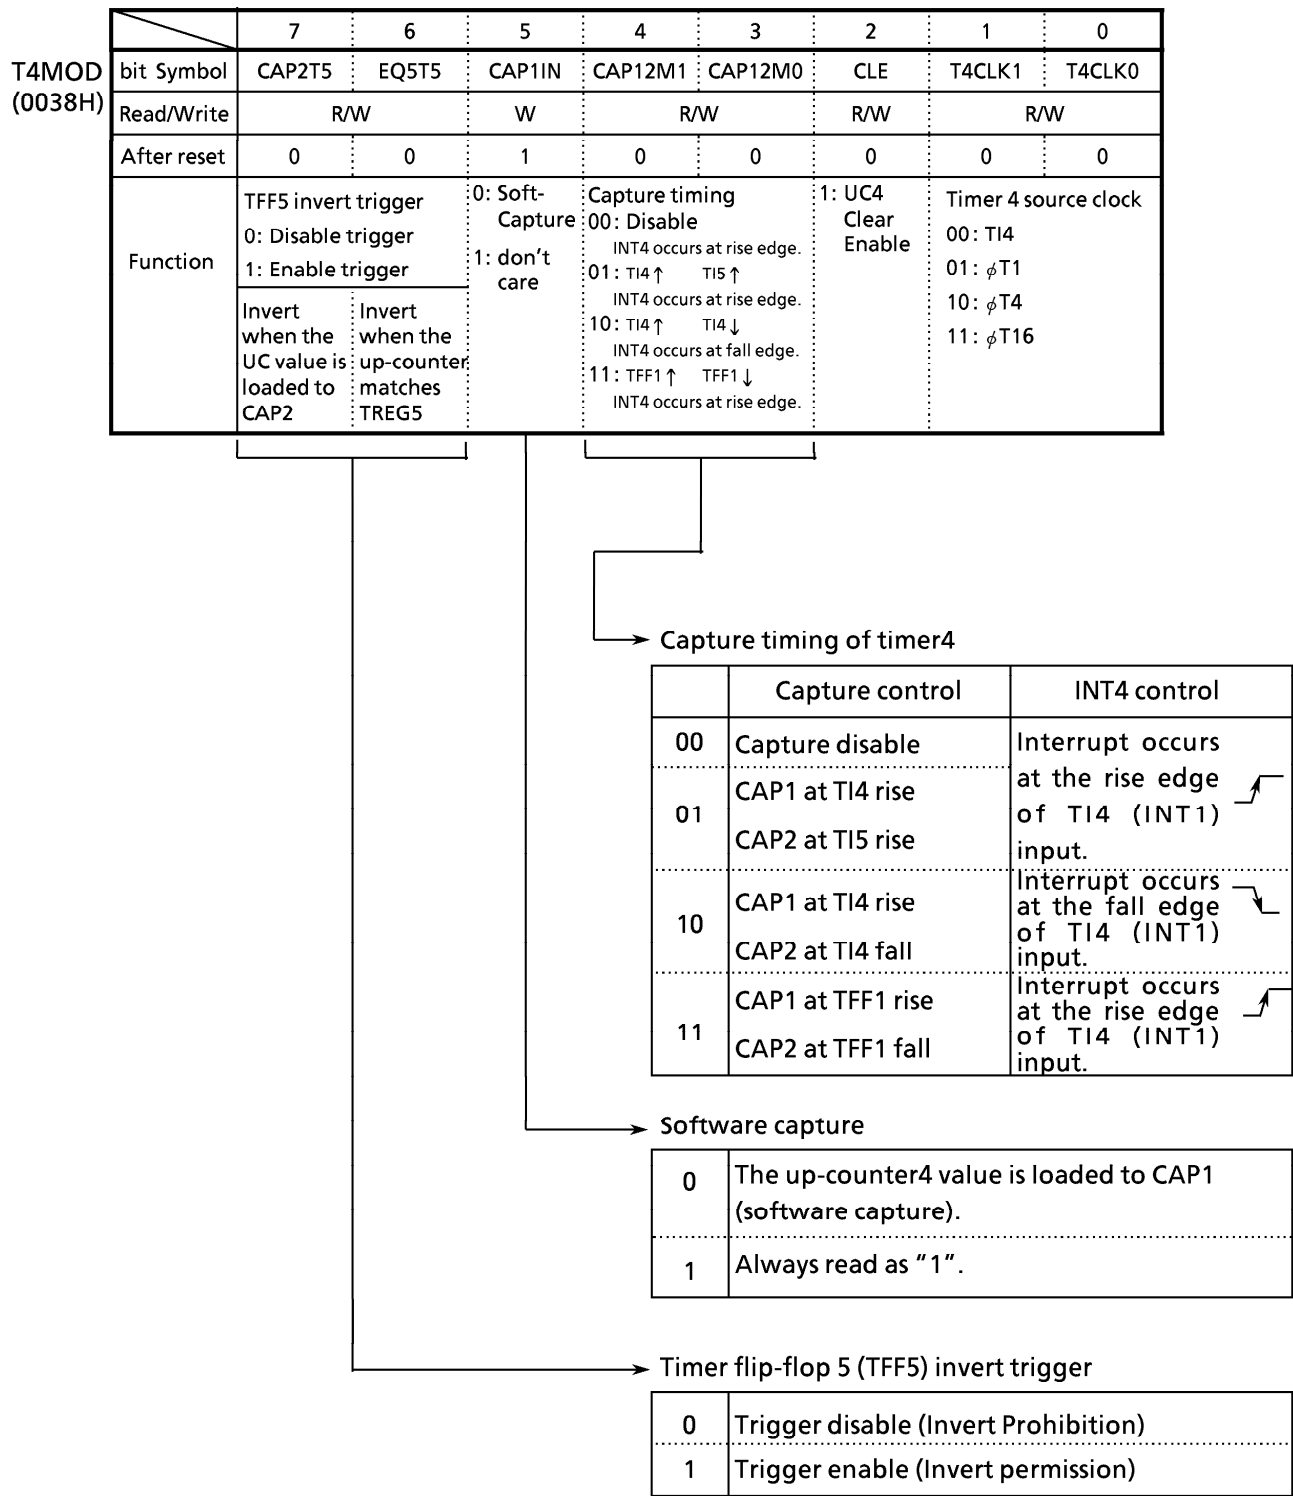 7 6 5 4 3 2 1 0
T4MOD
(0038H)
bit Symbol CAP2T5 EQ5T5 CAP1IN CAP12M1 CAP12M0 CLE T4CLK1 T4CLK0
Read/Write R/W W R/W R/W R/W
After reset 0 0 1 0 0 0 0 0
Function
TFF5 invert trigger
0: Disable trigger
1: Enable trigger
Invert
when the
UC value is
loaded to
CAP2
Invert
when the
up-counter
matches
TREG5
0: Soft-
Capture
1: don't
care
Capture timing
00: Disable
INT4 occurs at rise edge.
01: TI4↑ TI5↑
INT4 occurs at rise edge.
10: TI4↑ TI4↓
INT4 occurs at fall edge.
11: TFF1↑ TFF1↓
INT4 occurs at rise edge.
1: UC4
Clear
Enable
Timer 4 source clock
00: TI4
01: ϕT1
10: ϕT4
11: ϕT16
Capture timing of timer4
Capture control INT4 control
00 Capture disable
01 CAP1 at TI4 rise
CAP2 at TI5 rise
Interrupt occurs
at the rise edge
of TI4 (INT1)
input.
10 CAP1 at TI4 rise
CAP2 at TI4 fall
Interrupt occurs
at the fall edge
of TI4 (INT1)
input.
11 CAP1 at TFF1 rise
CAP2 at TFF1 fall
Interrupt occurs
at the rise edge
of TI4 (INT1)
input.
Software capture
0 The up-counter4 value is loaded to CAP1
(software capture).
1 Always read as "1".
Timer flip-flop 5 (TFF5) invert trigger
0 Trigger disable (Invert Prohibition)
1 Trigger enable (Invert permission)